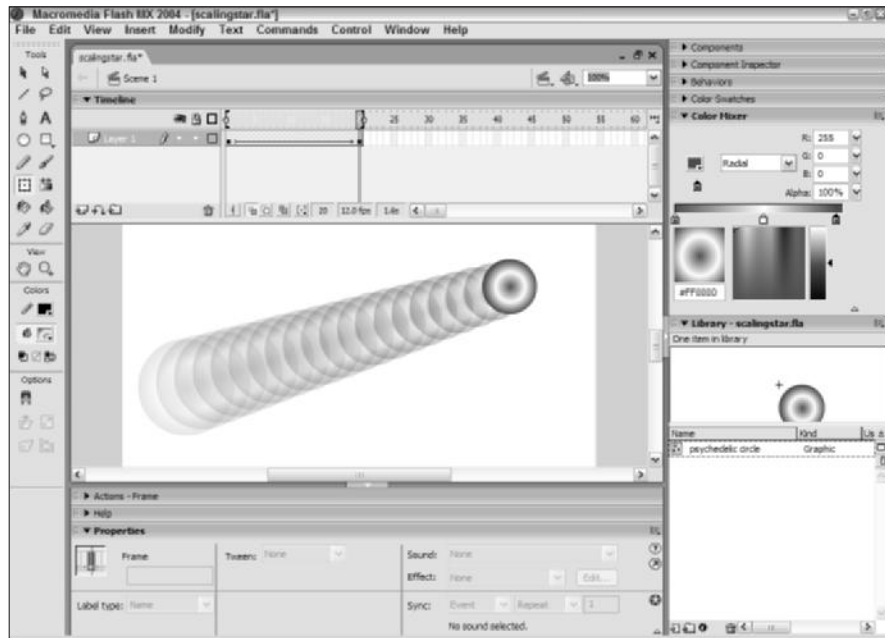 Macromedia Flash MX 2004 - [scalingstar.fla*]
File Edit View Insert Modify Text Commands Control Window Help
Tools
View
Colors
Options
scalingstar.fla*
Scene 1
100%
Timeline
25 30 35 40 45 50 55 60
Layer 1
20 12.0 fps 1.6s
Actions - Frame
Help
Properties
Frame
Tween: None
Sound: None
Effect: None Edit...
Label type: Name
Sync: Event Repeat 1
No sound selected.
Components
Component Inspector
Behaviors
Color Swatches
Color Mixer
Radial
R: 255
G: 0
B: 0
Alpha: 100%
Library - scalingstar.fla
One item in library
Name Kind
psychedelic circle Graphic